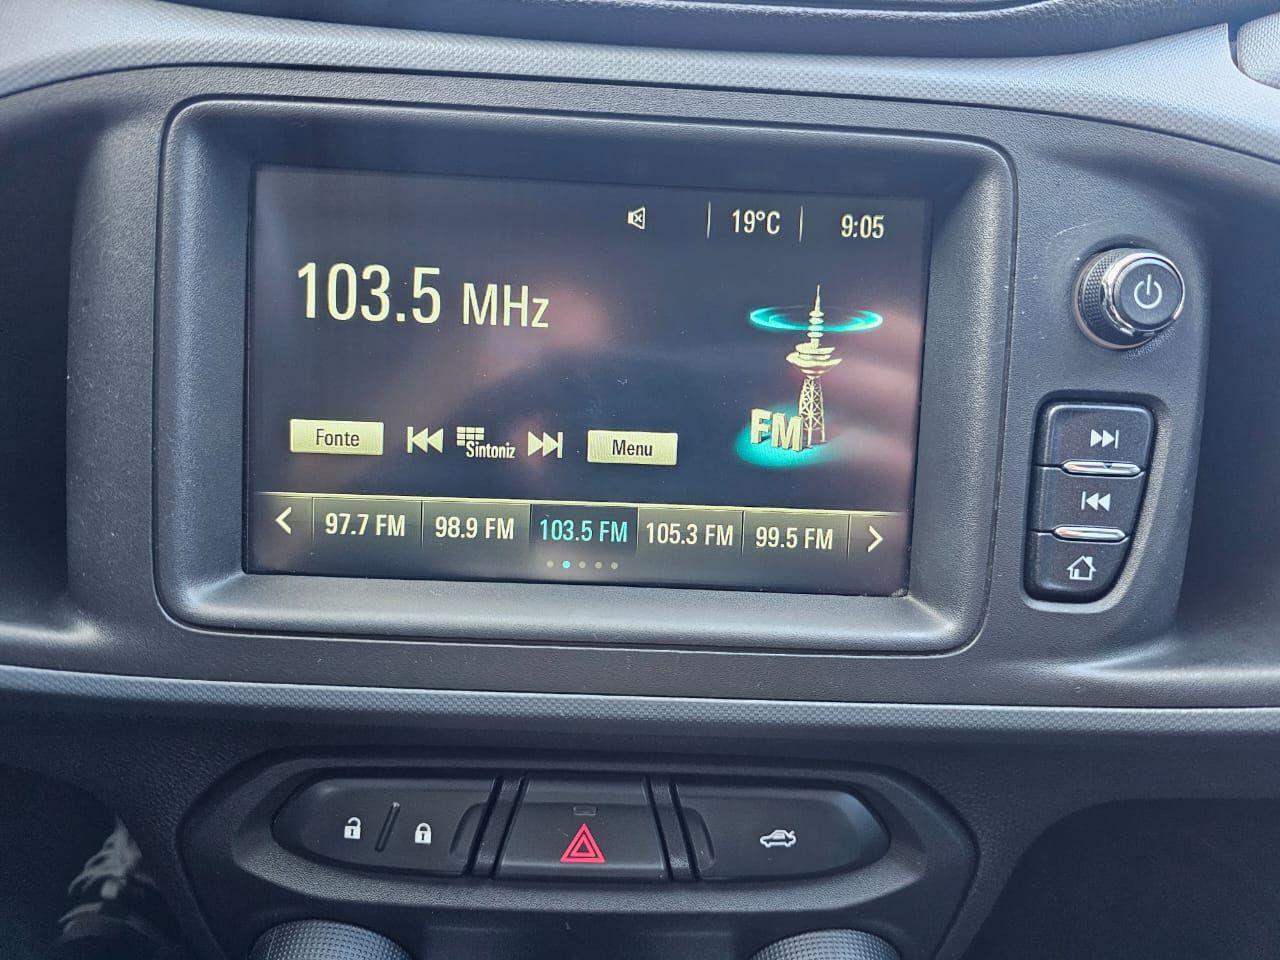 19°C 9:05
103.5 MHz
FM
Fonte Sintoniz Menu
97.7 FM 98.9 FM 103.5 FM 105.3 FM 99.5 FM